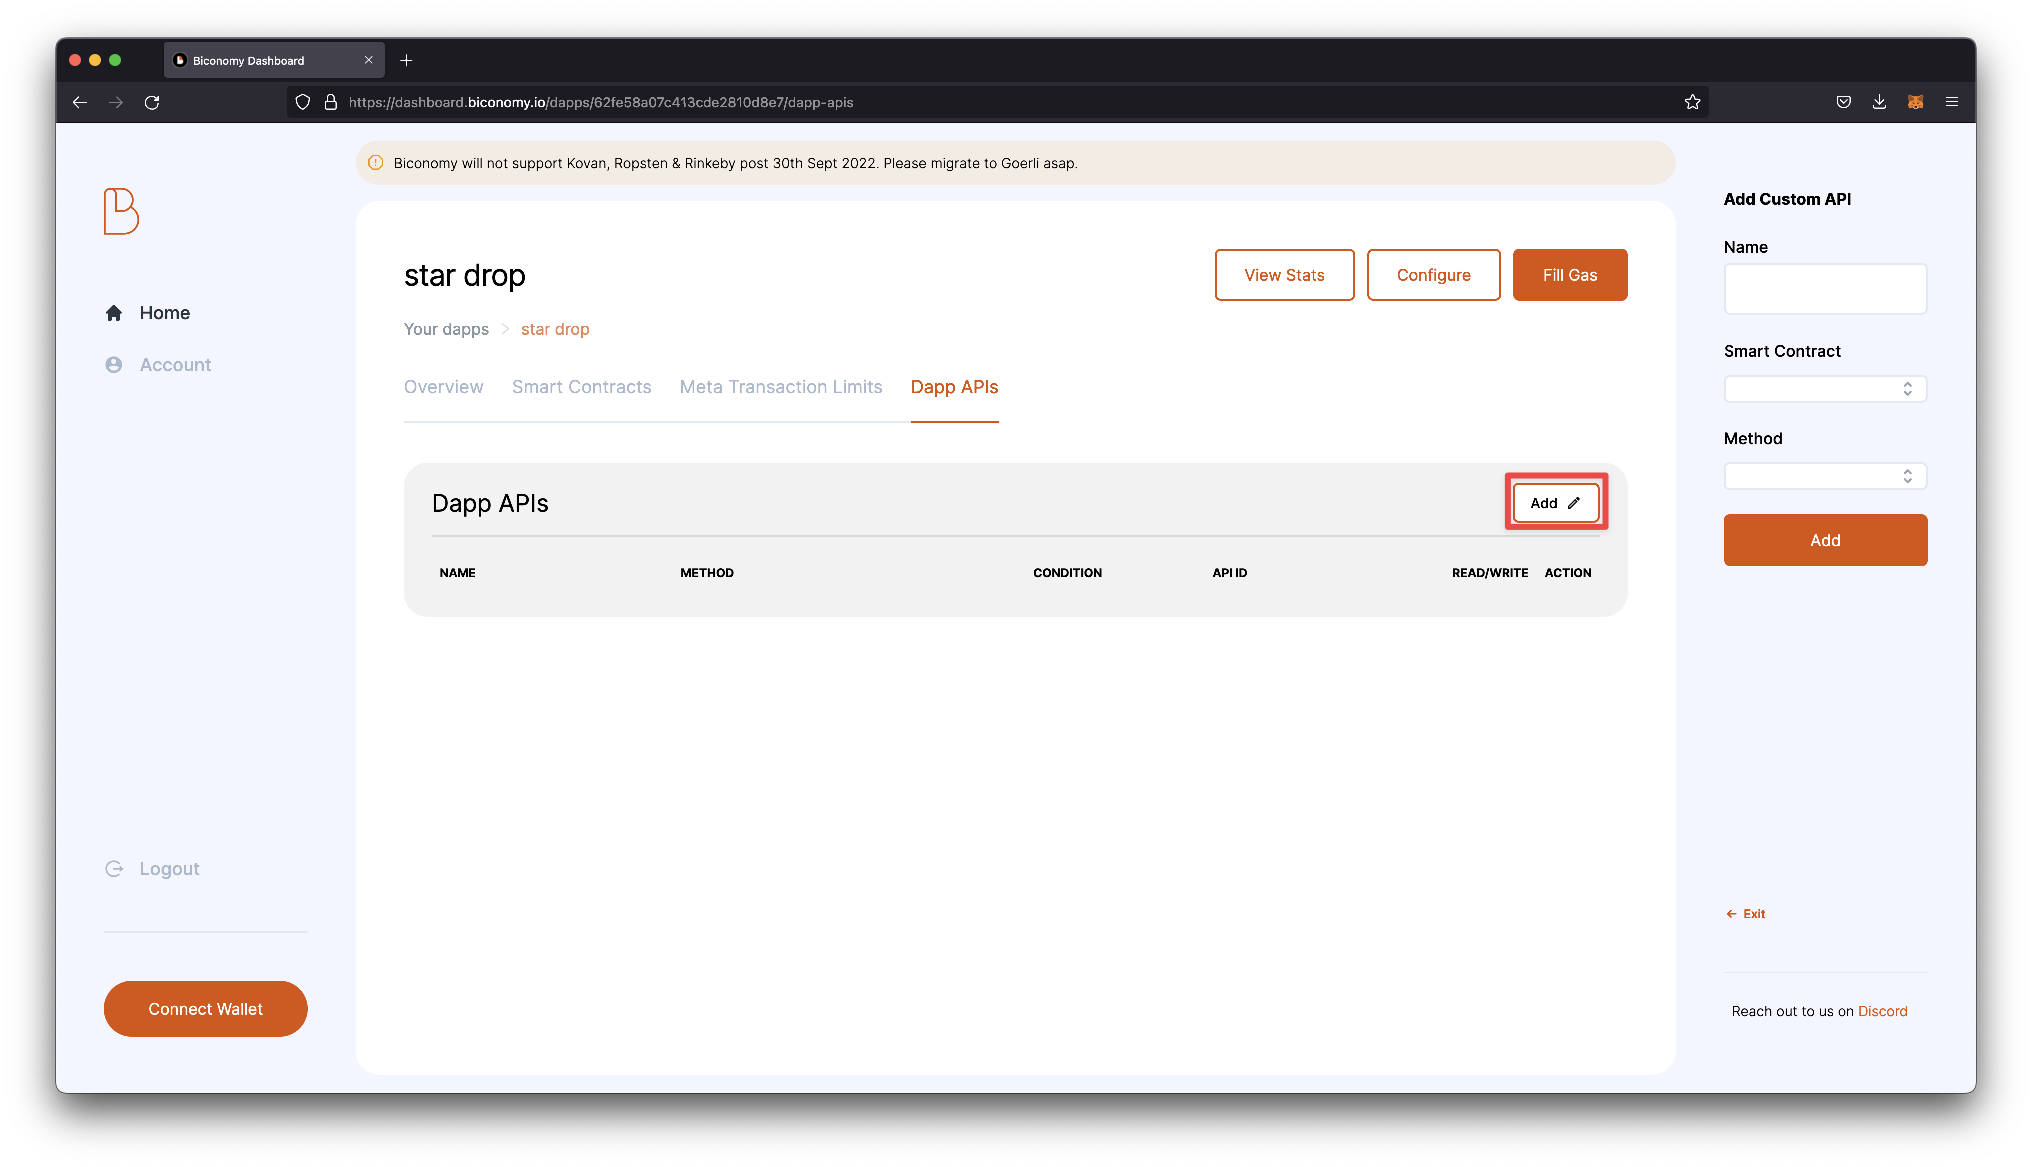 Biconomy Dashboard
https://dashboard.biconomy.io/dapps/62fe58a07c413cde2810d8e7/dapp-apis
Biconomy will not support Kovan, Ropsten & Rinkeby post 30th Sept 2022. Please migrate to Goerli asap.
Home
Account
Logout
Connect Wallet
star drop
View Stats
Configure
Fill Gas
Your dapps > star drop
Overview
Smart Contracts
Meta Transaction Limits
Dapp APIs
Dapp APIs
Add
NAME
METHOD
CONDITION
API ID
READ/WRITE
ACTION
Add Custom API
Name
Smart Contract
Method
Add
← Exit
Reach out to us on Discord